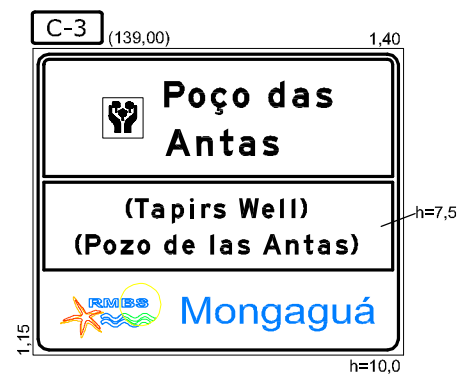 C-3
(139,00)
1,40
Poço das
Antas
(Tapirs Well)
(Pozo de las Antas)
h=7,5
RMBS
Mongaguá
1,15
h=10,0